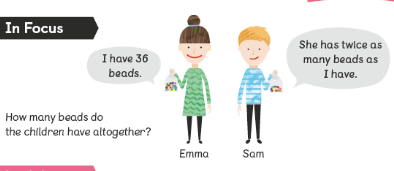 In Focus
I have 36
beads.
She has twice as
many beads as
I have.
How many beads do
the children have altogether?
Emma
Sam